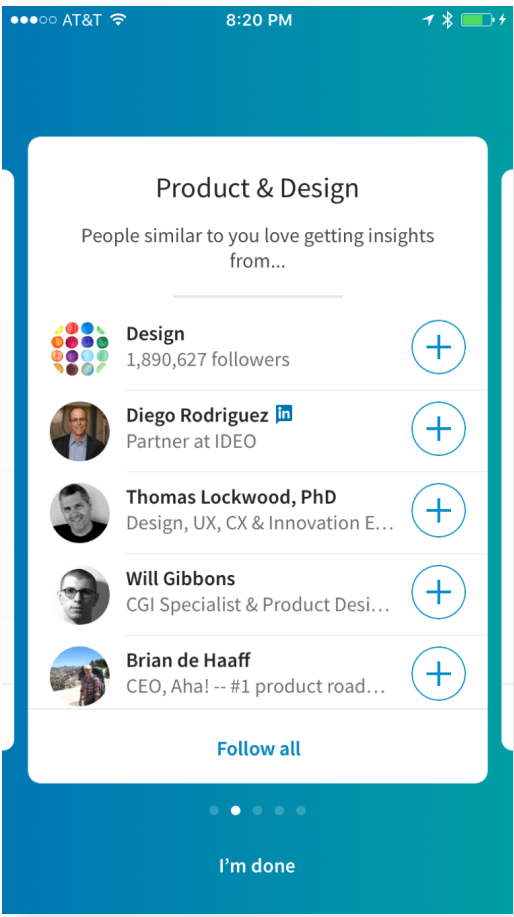 AT&T 8:20 PM
Product & Design
People similar to you love getting insights
from...
Design
1,890,627 followers
Diego Rodriguez in
Partner at IDEO
Thomas Lockwood, PhD
Design, UX, CX & Innovation E...
Will Gibbons
CGI Specialist & Product Desi...
Brian de Haaff
CEO, Aha! -- #1 product road...
Follow all
I'm done